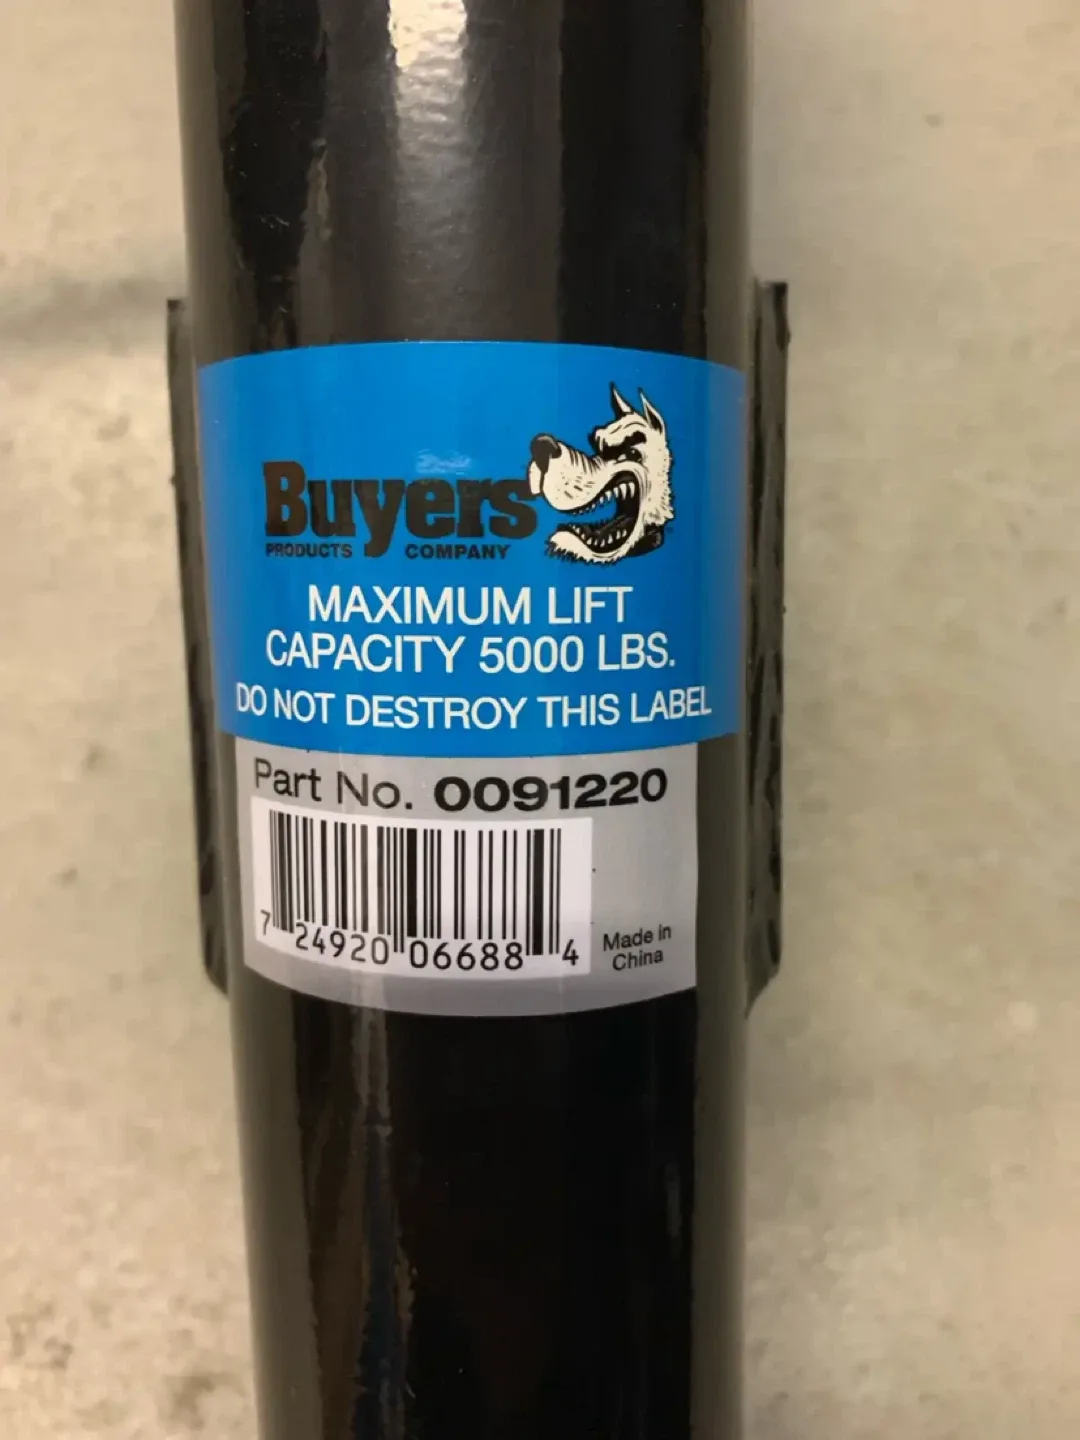 Buyers
PRODUCTS COMPANY
MAXIMUM LIFT
CAPACITY 5000 LBS.
DO NOT DESTROY THIS LABEL
Part No. 0091220
7 24920 06688 4
Made in
China